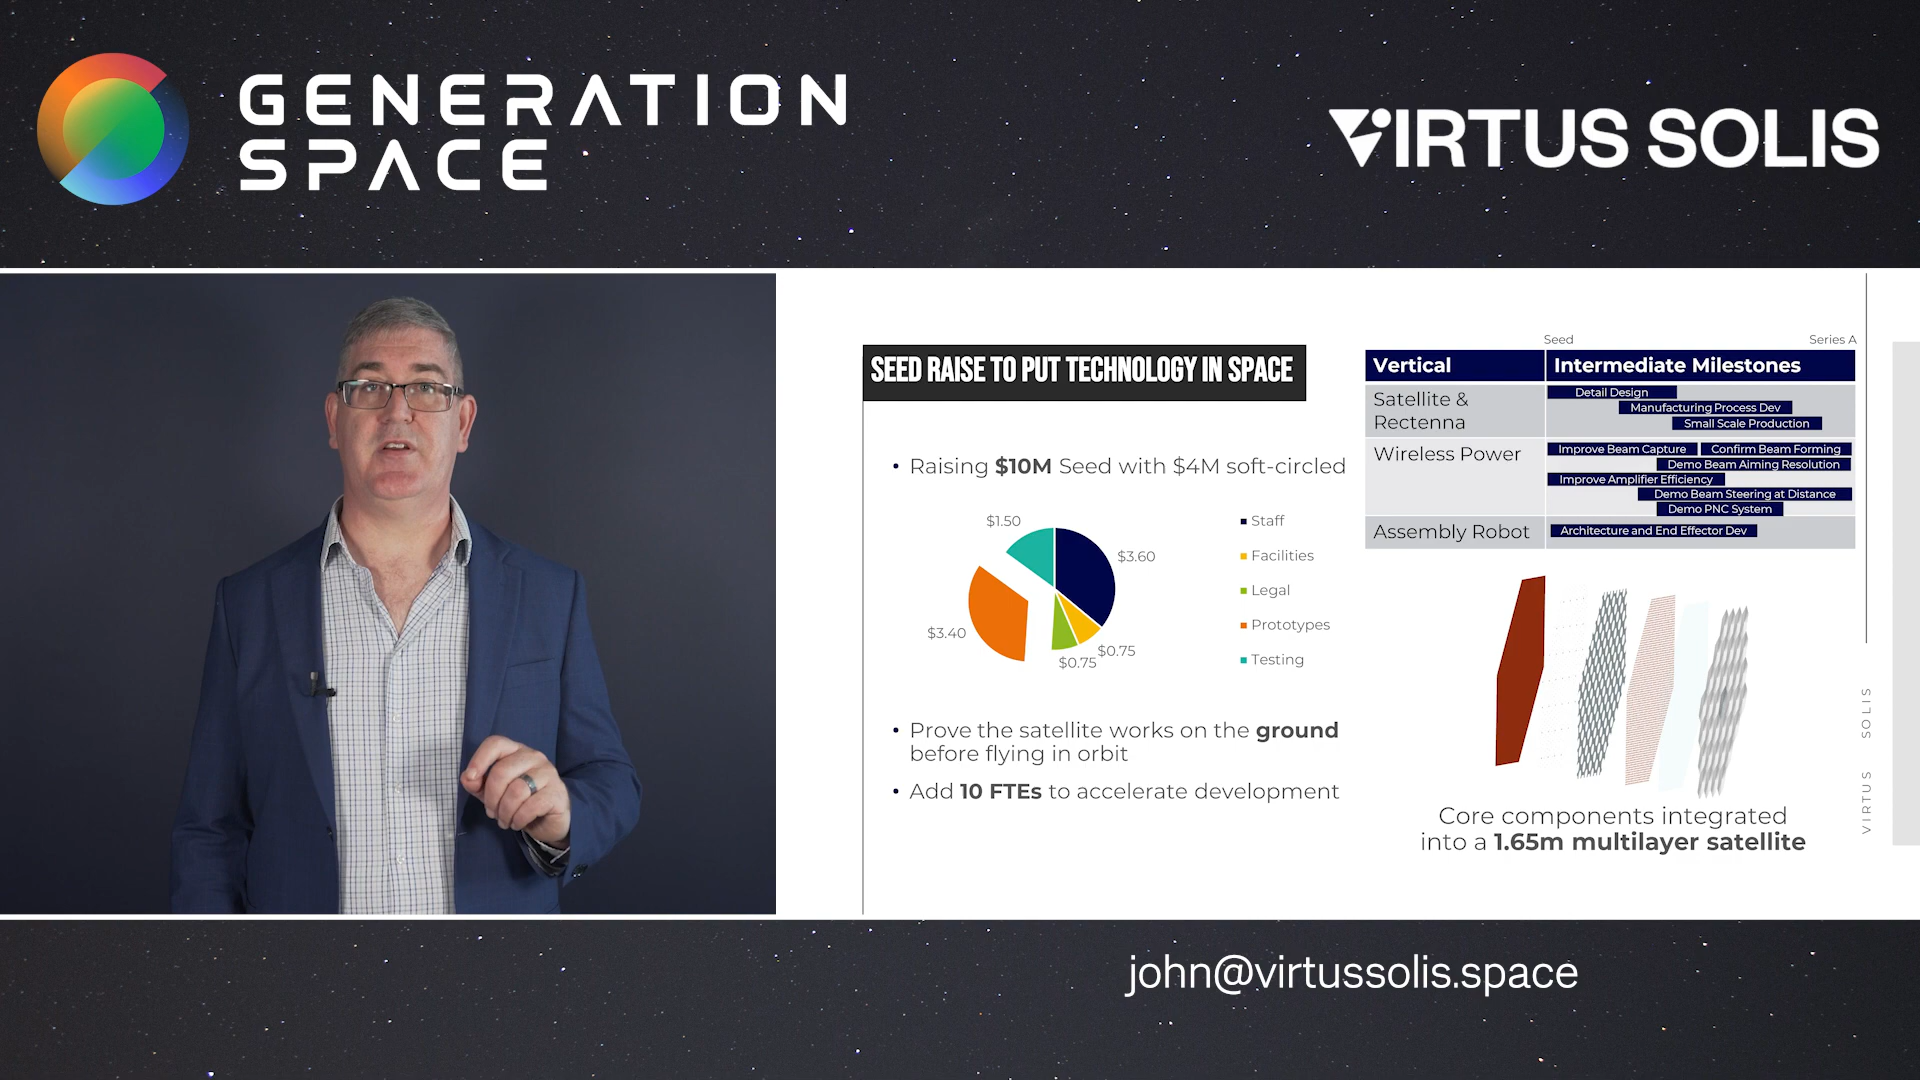 GENERATION
SPACE
VIRTUS SOLIS
SEED RAISE TO PUT TECHNOLOGY IN SPACE
• Raising $10M Seed with $4M soft-circled
$1.50
$3.60
$3.40
$0.75
$0.75
Staff
Facilities
Legal
Prototypes
Testing
• Prove the satellite works on the ground
before flying in orbit
• Add 10 FTEs to accelerate development
Seed
Series A
Vertical
Intermediate Milestones
Satellite &
Rectenna
Detail Design
Manufacturing Process Dev
Small Scale Production
Wireless Power
Improve Beam Capture
Confirm Beam Forming
Demo Beam Aiming Resolution
Improve Amplifier Efficiency
Demo Beam Steering at Distance
Demo PNC System
Assembly Robot
Architecture and End Effector Dev
Core components integrated
into a 1.65m multilayer satellite
VIRTUS SOLIS
john@virtussolis.space